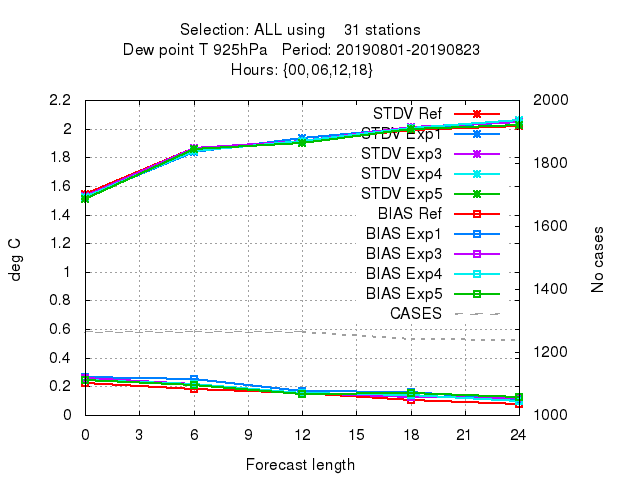 Selection: ALL using 31 stations
Dew point T 925hPa Period: 20190801-20190823
Hours: {00,06,12,18}
2.2
2
1.8
1.6
1.4
1.2
1
0.8
0.6
0.4
0.2
0
deg C
STDV Ref
STDV Exp1
STDV Exp3
STDV Exp4
STDV Exp5
BIAS Ref
BIAS Exp1
BIAS Exp3
BIAS Exp4
BIAS Exp5
CASES
2000
1800
1600
1400
1200
1000
No cases
0 3 6 9 12 15 18 21 24
Forecast length